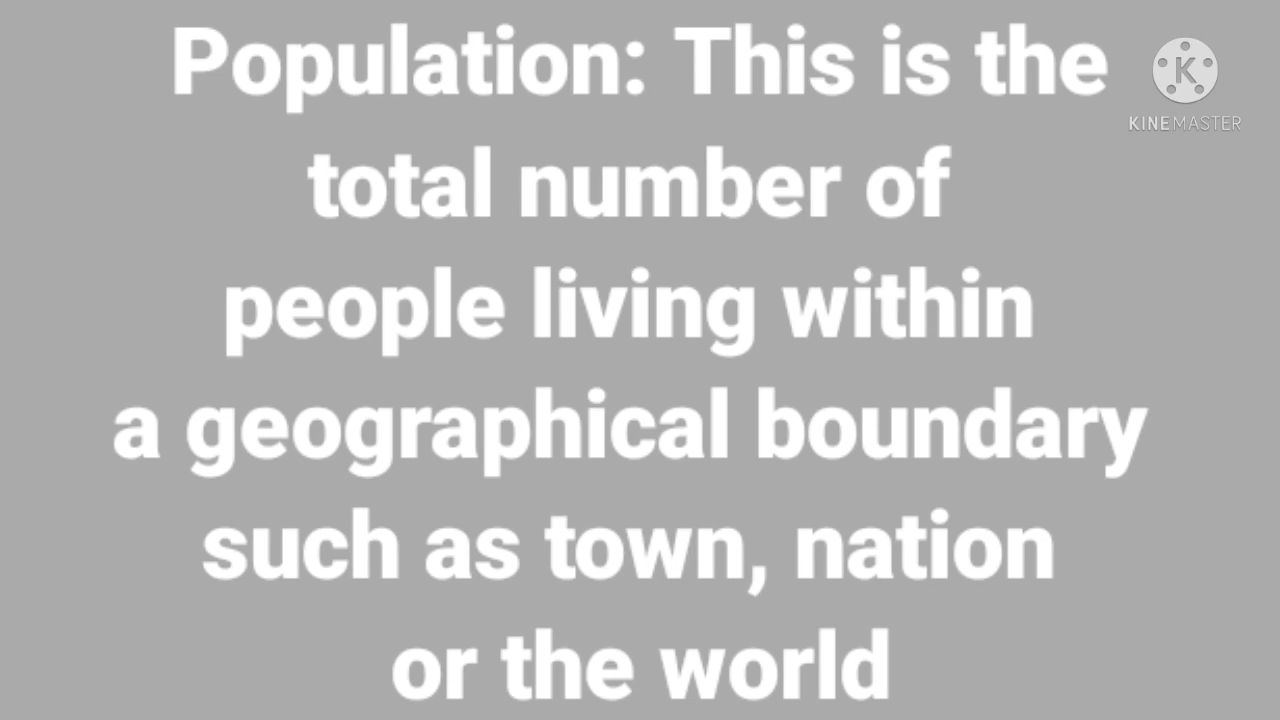 Population: This is the
total number of
people living within
a geographical boundary
such as town, nation
or the world
K
KINEMASTER